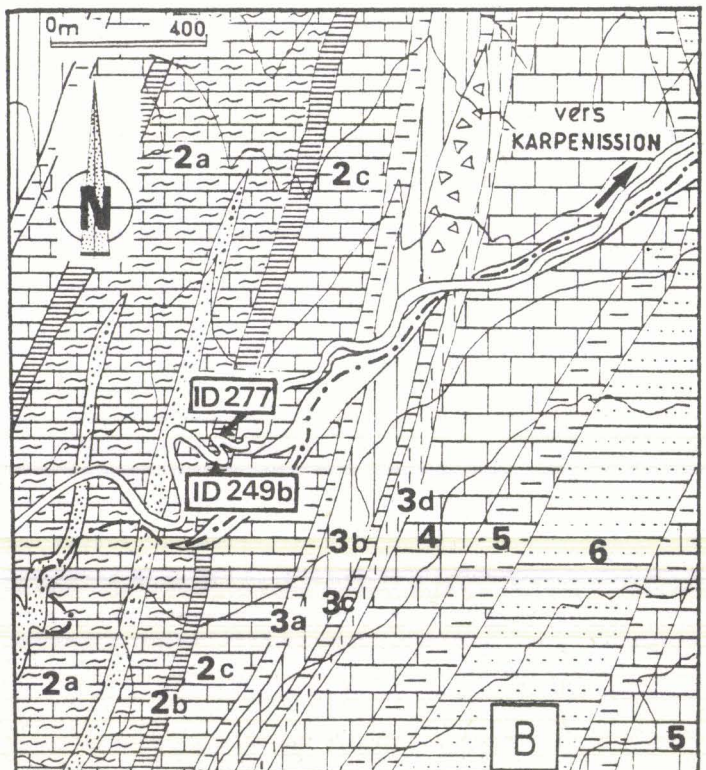 0m 400
vers
KARPENISSION
2a
2c
N
ID 277
ID 249b
3d
3b
4
5
6
3c
3a
2c
2a
2b
B
5